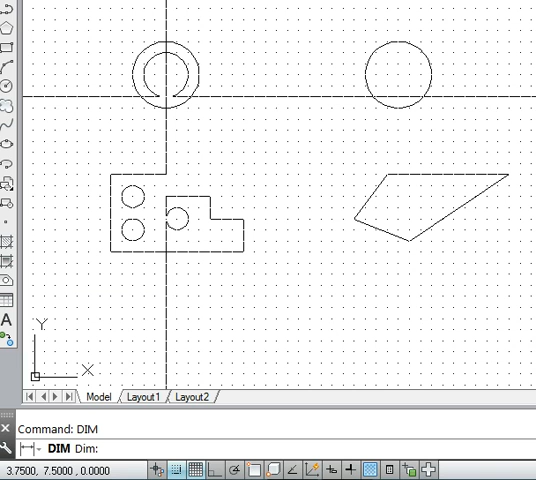 A
Y
X
Model Layout1 Layout2
Command: DIM
DIM Dim:
3.7500, 7.5000 , 0.0000